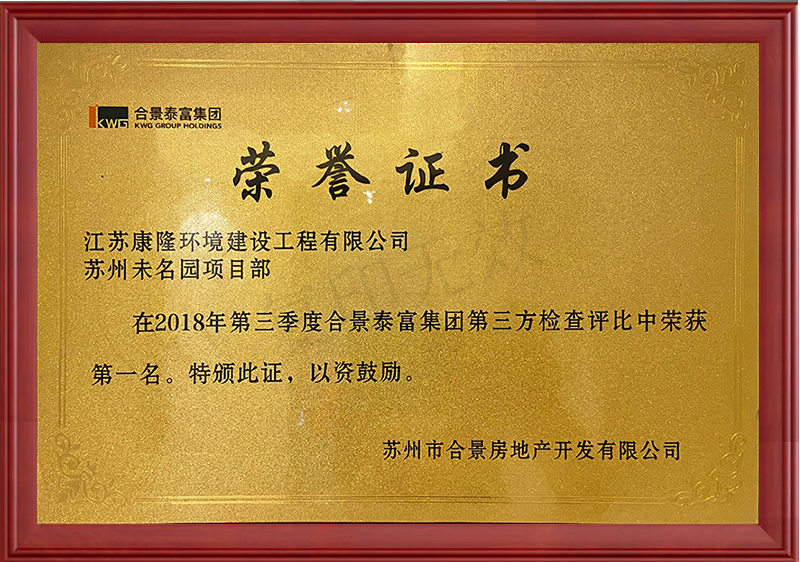 合景泰富集团
KWG KWG GROUP HOLDINGS
荣誉证书
江苏康隆环境建设工程有限公司
苏州未名园项目部
在2018年第三季度合景泰富集团第三方检查评比中荣获
第一名。特颁此证，以资鼓励。
苏州市合景房地产开发有限公司